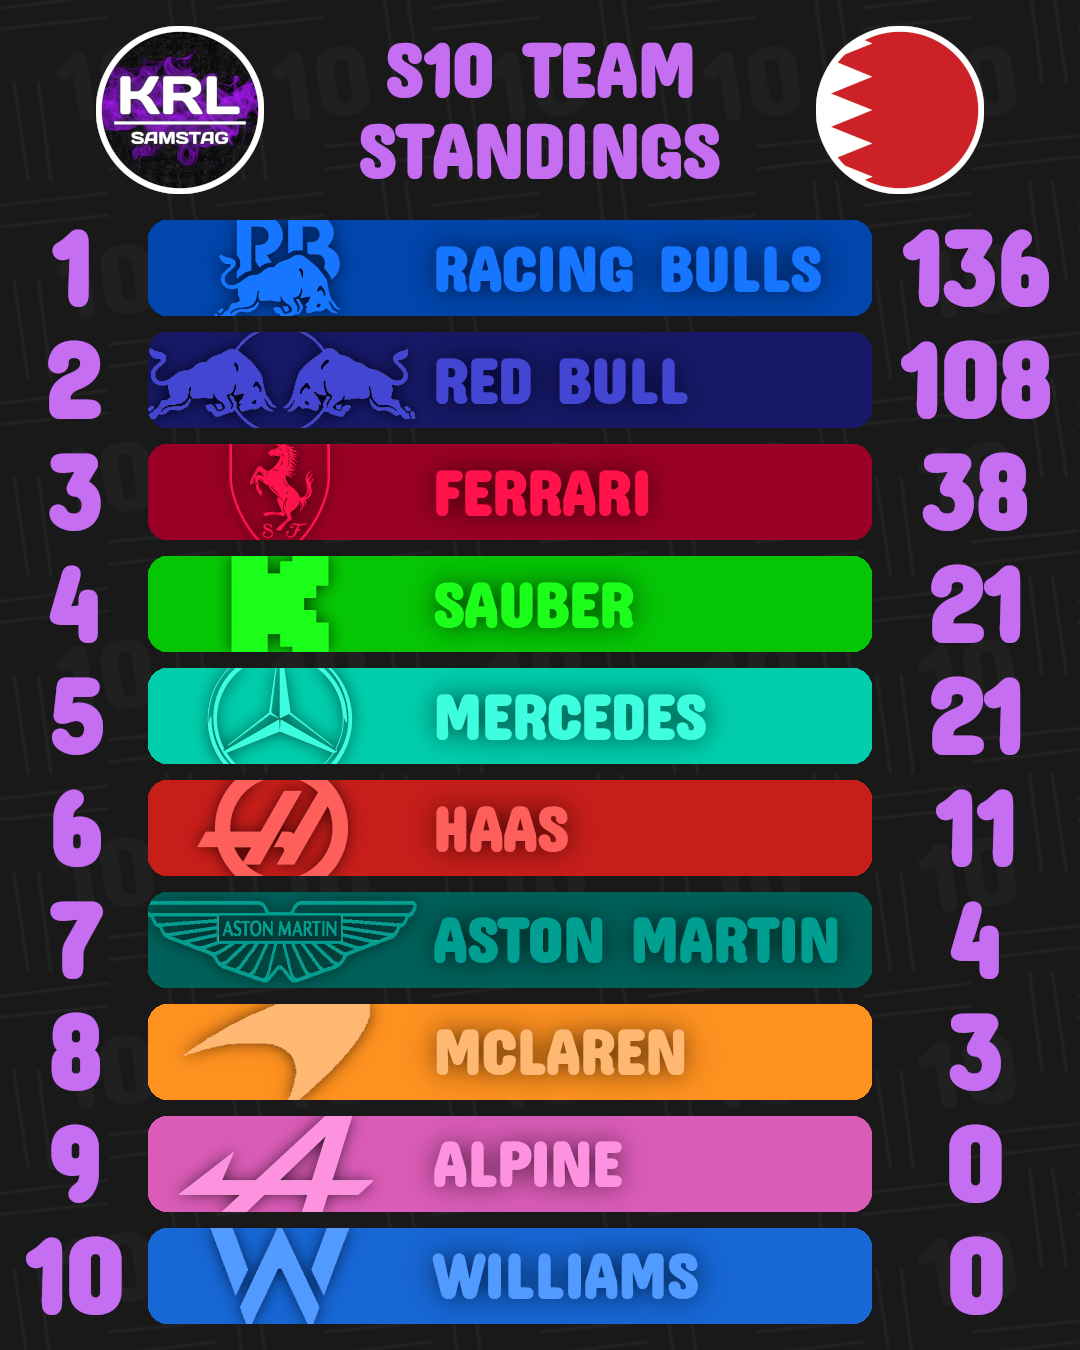 KRL
SAMSTAG
S10 TEAM
STANDINGS
1 RB RACING BULLS 136
2 RED BULL 108
3 S F FERRARI 38
4 SAUBER 21
5 MERCEDES 21
6 HAAS 11
7 ASTON MARTIN ASTON MARTIN 4
8 MCLAREN 3
9 ALPINE 0
10 WILLIAMS 0